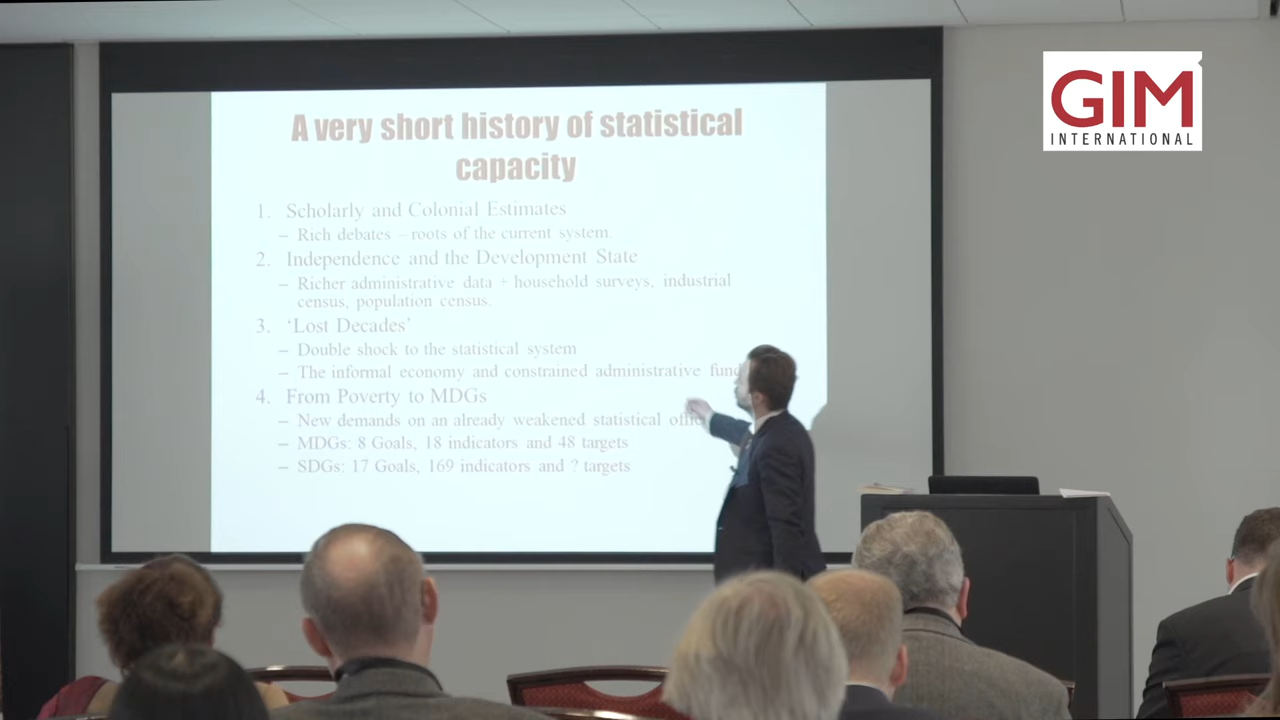 GIM
INTERNATIONAL
A very short history of statistical
capacity
1. Scholarly and Colonial Estimates
– Rich debates – roots of the current system.
2. Independence and the Development State
– Richer administrative data + household surveys, industrial
census, population census.
3. ‘Lost Decades’
– Double shock to the statistical system
– The informal economy and constrained administrative fund
4. From Poverty to MDGs
– New demands on an already weakened statistical
– MDGs: 8 Goals, 18 indicators and 48 targets
– SDGs: 17 Goals, 169 indicators and ? targets